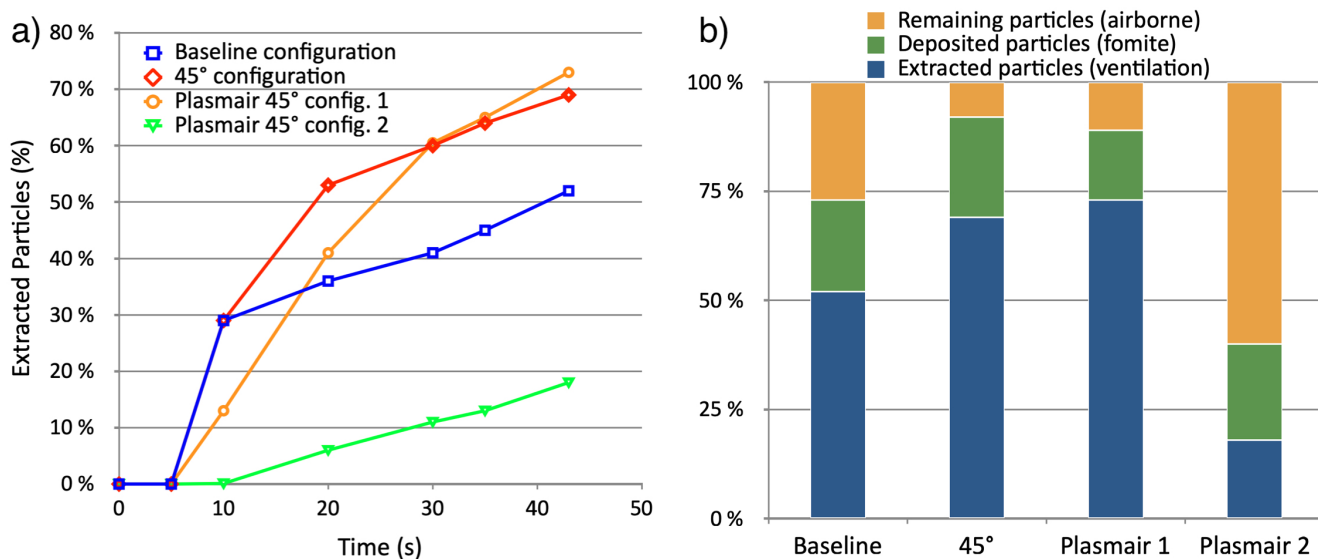 a)
Extracted Particles (%)
80 %
70 %
60 %
50 %
40 %
30 %
20 %
10 %
0 %
Baseline configuration
45° configuration
Plasmair 45° config. 1
Plasmair 45° config. 2
0 10 20 30 40 50
Time (s)
b)
Remaining particles (airborne)
Deposited particles (fomite)
Extracted particles (ventilation)
100 %
75 %
50 %
25 %
0 %
Baseline 45° Plasmair 1 Plasmair 2